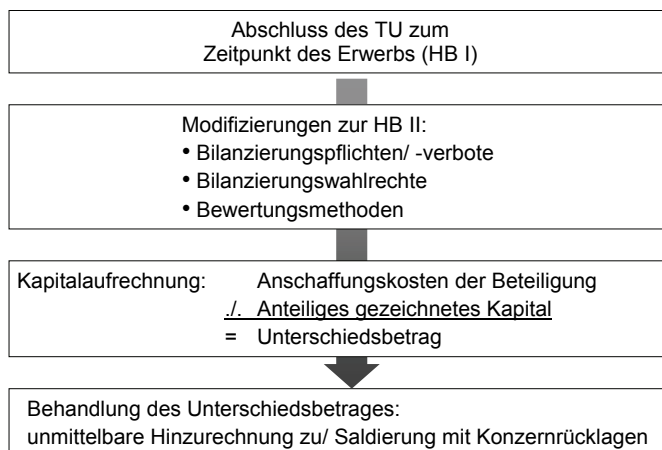 Abschluss des TU zum
Zeitpunkt des Erwerbs (HB I)
Modifizierungen zur HB II:
• Bilanzierungspflichten/ -verbote
• Bilanzierungswahlrechte
• Bewertungsmethoden
Kapitalaufrechnung: Anschaffungskosten der Beteiligung
./. Anteiliges gezeichnetes Kapital
= Unterschiedsbetrag
Behandlung des Unterschiedsbetrages:
unmittelbare Hinzurechnung zu/ Saldierung mit Konzernrücklagen